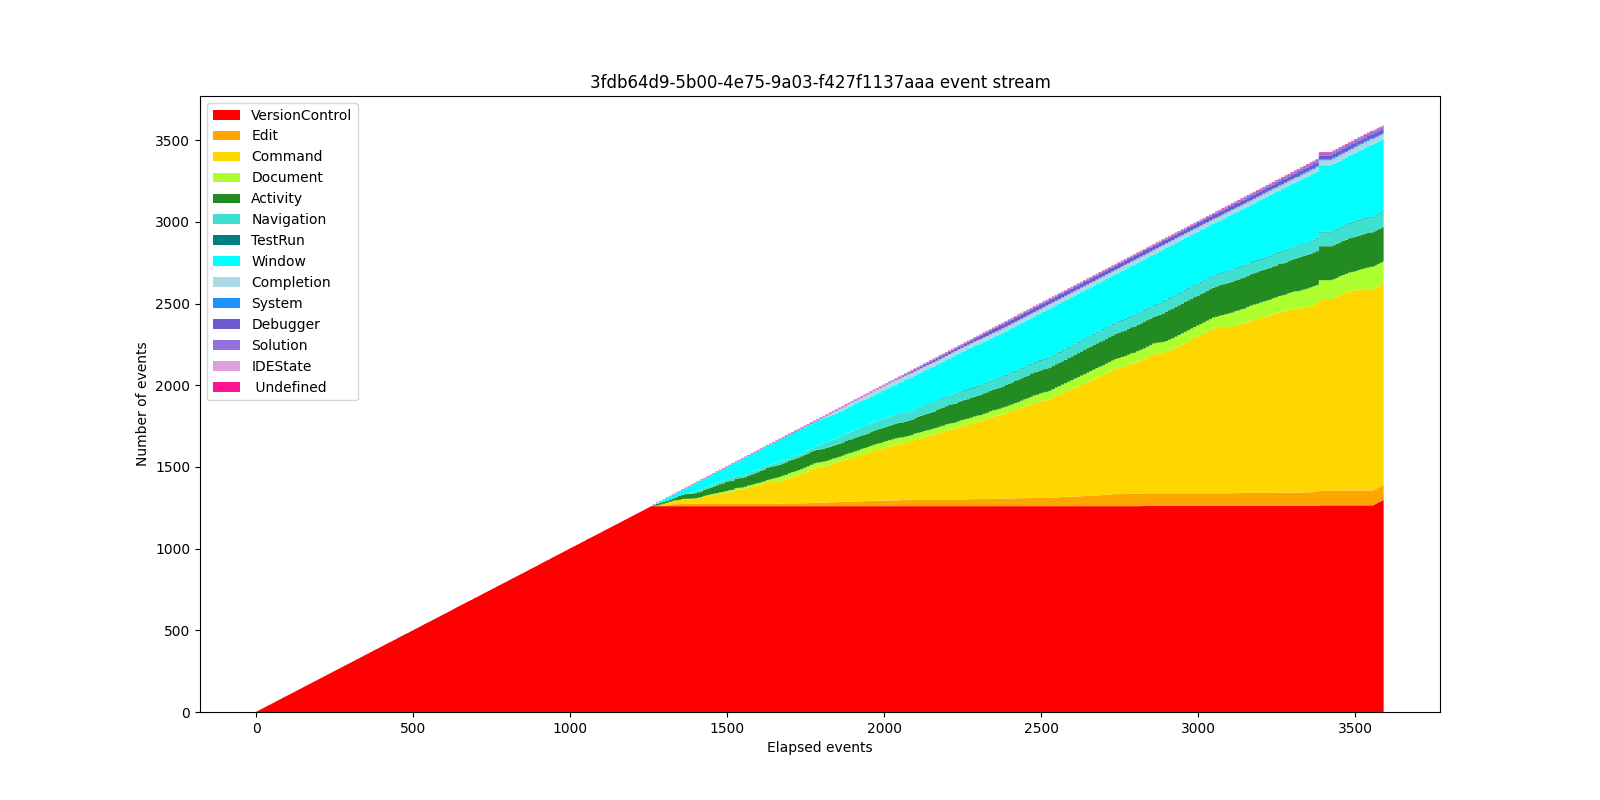 3fdb64d9-5b00-4e75-9a03-f427f1137aaa event stream
VersionControl
Edit
Command
Document
Activity
Navigation
TestRun
Window
Completion
System
Debugger
Solution
IDEState
Undefined
Number of events
3500
3000
2500
2000
1500
1000
500
0
0 500 1000 1500 2000 2500 3000 3500
Elapsed events